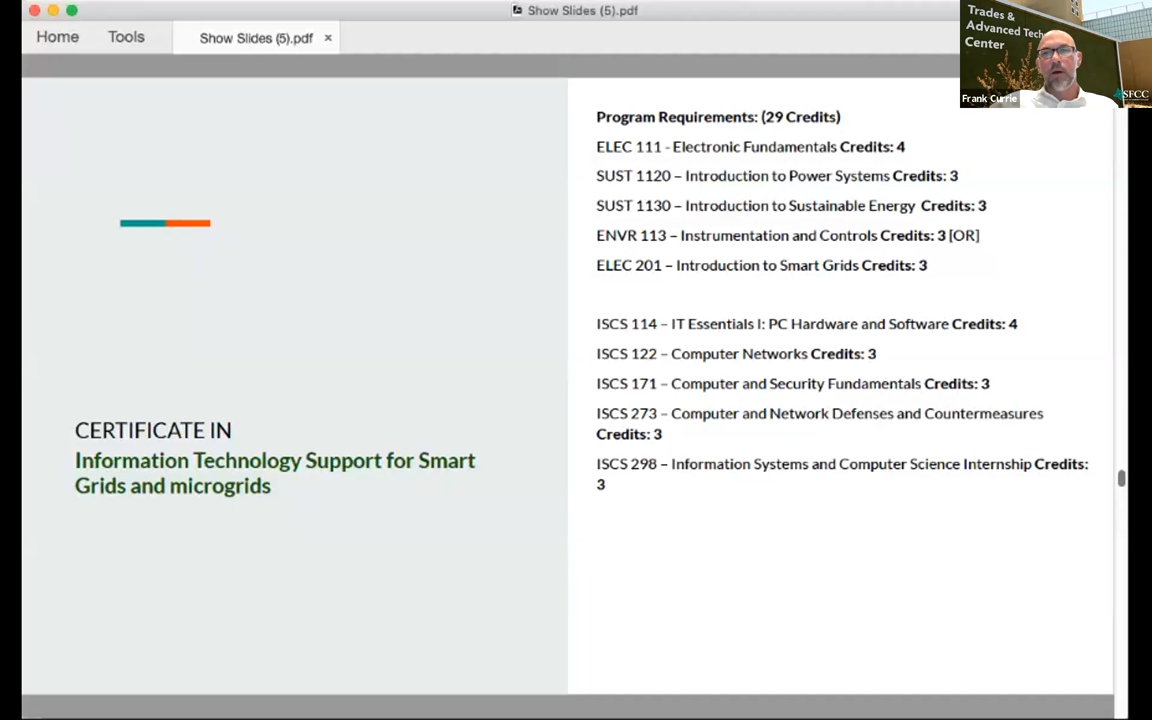 Show Slides (5).pdf
Home
Tools
Show Slides (5).pdf ×
Trades &
Advanced Tech
Center
Frank Currie
SFCC
Program Requirements: (29 Credits)
ELEC 111 - Electronic Fundamentals Credits: 4
SUST 1120 – Introduction to Power Systems Credits: 3
SUST 1130 – Introduction to Sustainable Energy Credits: 3
ENVR 113 – Instrumentation and Controls Credits: 3 [OR]
ELEC 201 – Introduction to Smart Grids Credits: 3
ISCS 114 – IT Essentials I: PC Hardware and Software Credits: 4
ISCS 122 – Computer Networks Credits: 3
ISCS 171 – Computer and Security Fundamentals Credits: 3
ISCS 273 – Computer and Network Defenses and Countermeasures
Credits: 3
ISCS 298 – Information Systems and Computer Science Internship Credits:
3
CERTIFICATE IN
Information Technology Support for Smart
Grids and microgrids